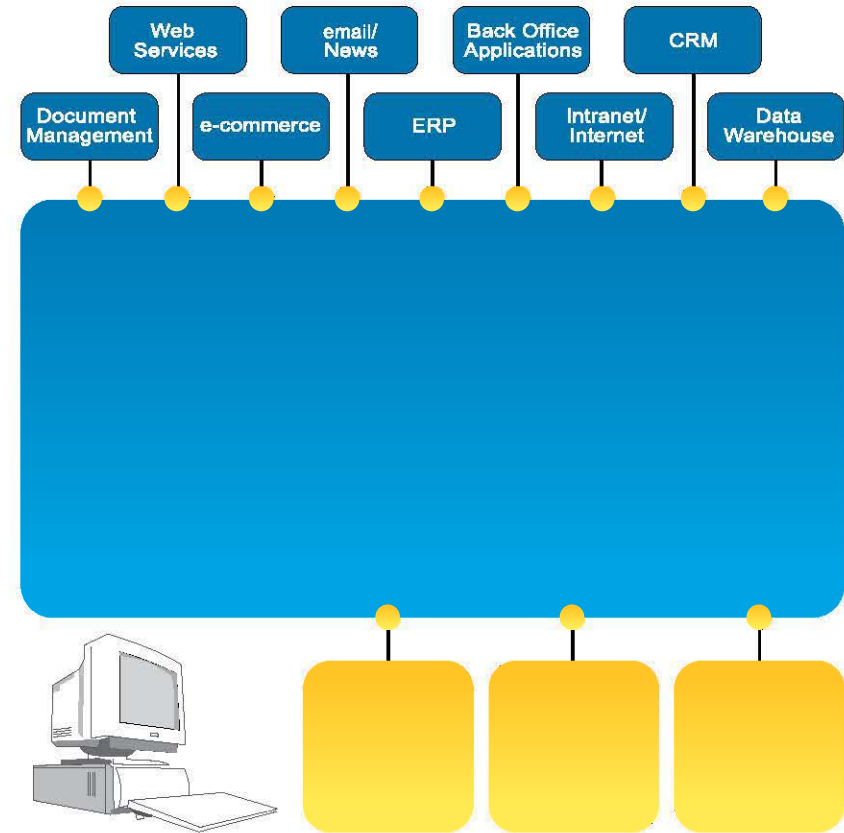 Web
Services
email/
News
Back Office
Applications
CRM
Document
Management
e-commerce
ERP
Intranet/
Internet
Data
Warehouse